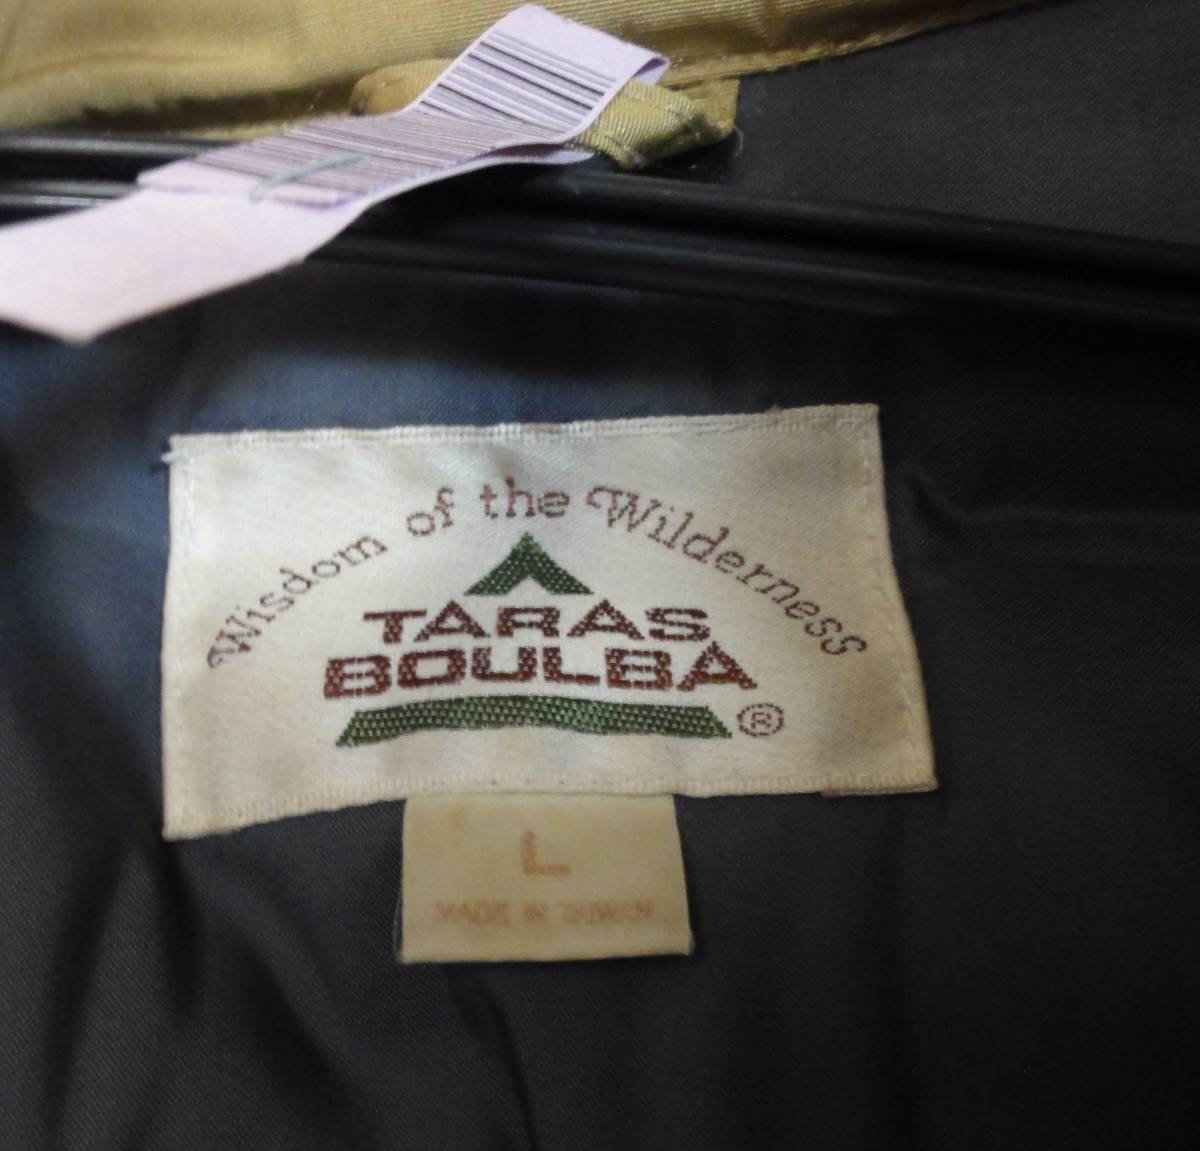 Wisdom of the Wilderness
TARAS
BOULBA
®
L
MADE IN TAIWAN